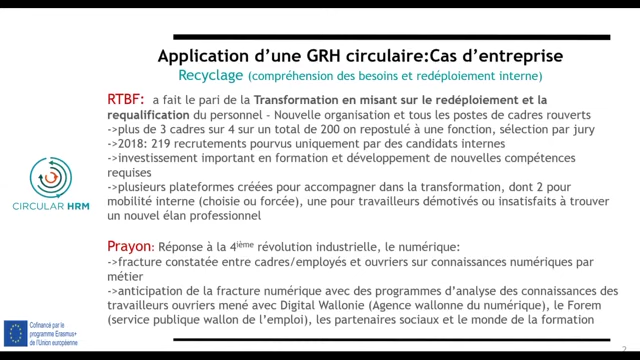 Application d’une GRH circulaire:Cas d’entreprise
Recyclage (compréhension des besoins et redéploiement interne)
RTBF: a fait le pari de la Transformation en misant sur le redéploiement et la
requalification du personnel - Nouvelle organisation et tous les postes de cadres rouverts
->plus de 3 cadres sur 4 sur un total de 200 on repostulé à une fonction, sélection par jury
->2018: 219 recrutements pourvus uniquement par des candidats internes
->investissement important en formation et développement de nouvelles compétences
requises
->plusieurs plateformes créées pour accompagner dans la transformation, dont 2 pour
mobilité interne (choisie ou forcée), une pour travailleurs démotivés ou insatisfaits à trouver
un nouvel élan professionnel
CIRCULAR HRM
Prayon: Réponse à la 4ième révolution industrielle, le numérique:
->fracture constatée entre cadres/employés et ouvriers sur connaissances numériques par
métier
->anticipation de la fracture numérique avec des programmes d’analyse des connaissances des
travailleurs ouvriers mené avec Digital Wallonie (Agence wallonne du numérique), le Forem
(service publique wallon de l’emploi), les partenaires sociaux et le monde de la formation
Cofinancé par le
programme Erasmus+
de l’Union européenne
2